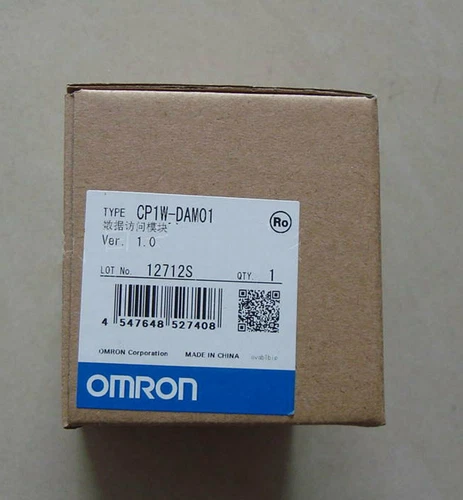 TYPE CP1W-DAM01
数据访问模块
Ver. 1.0
Ro
LOT No. 12712S QTY. 1
4 547648 527408
OMRON Corporation MADE IN CHINA
OMRON